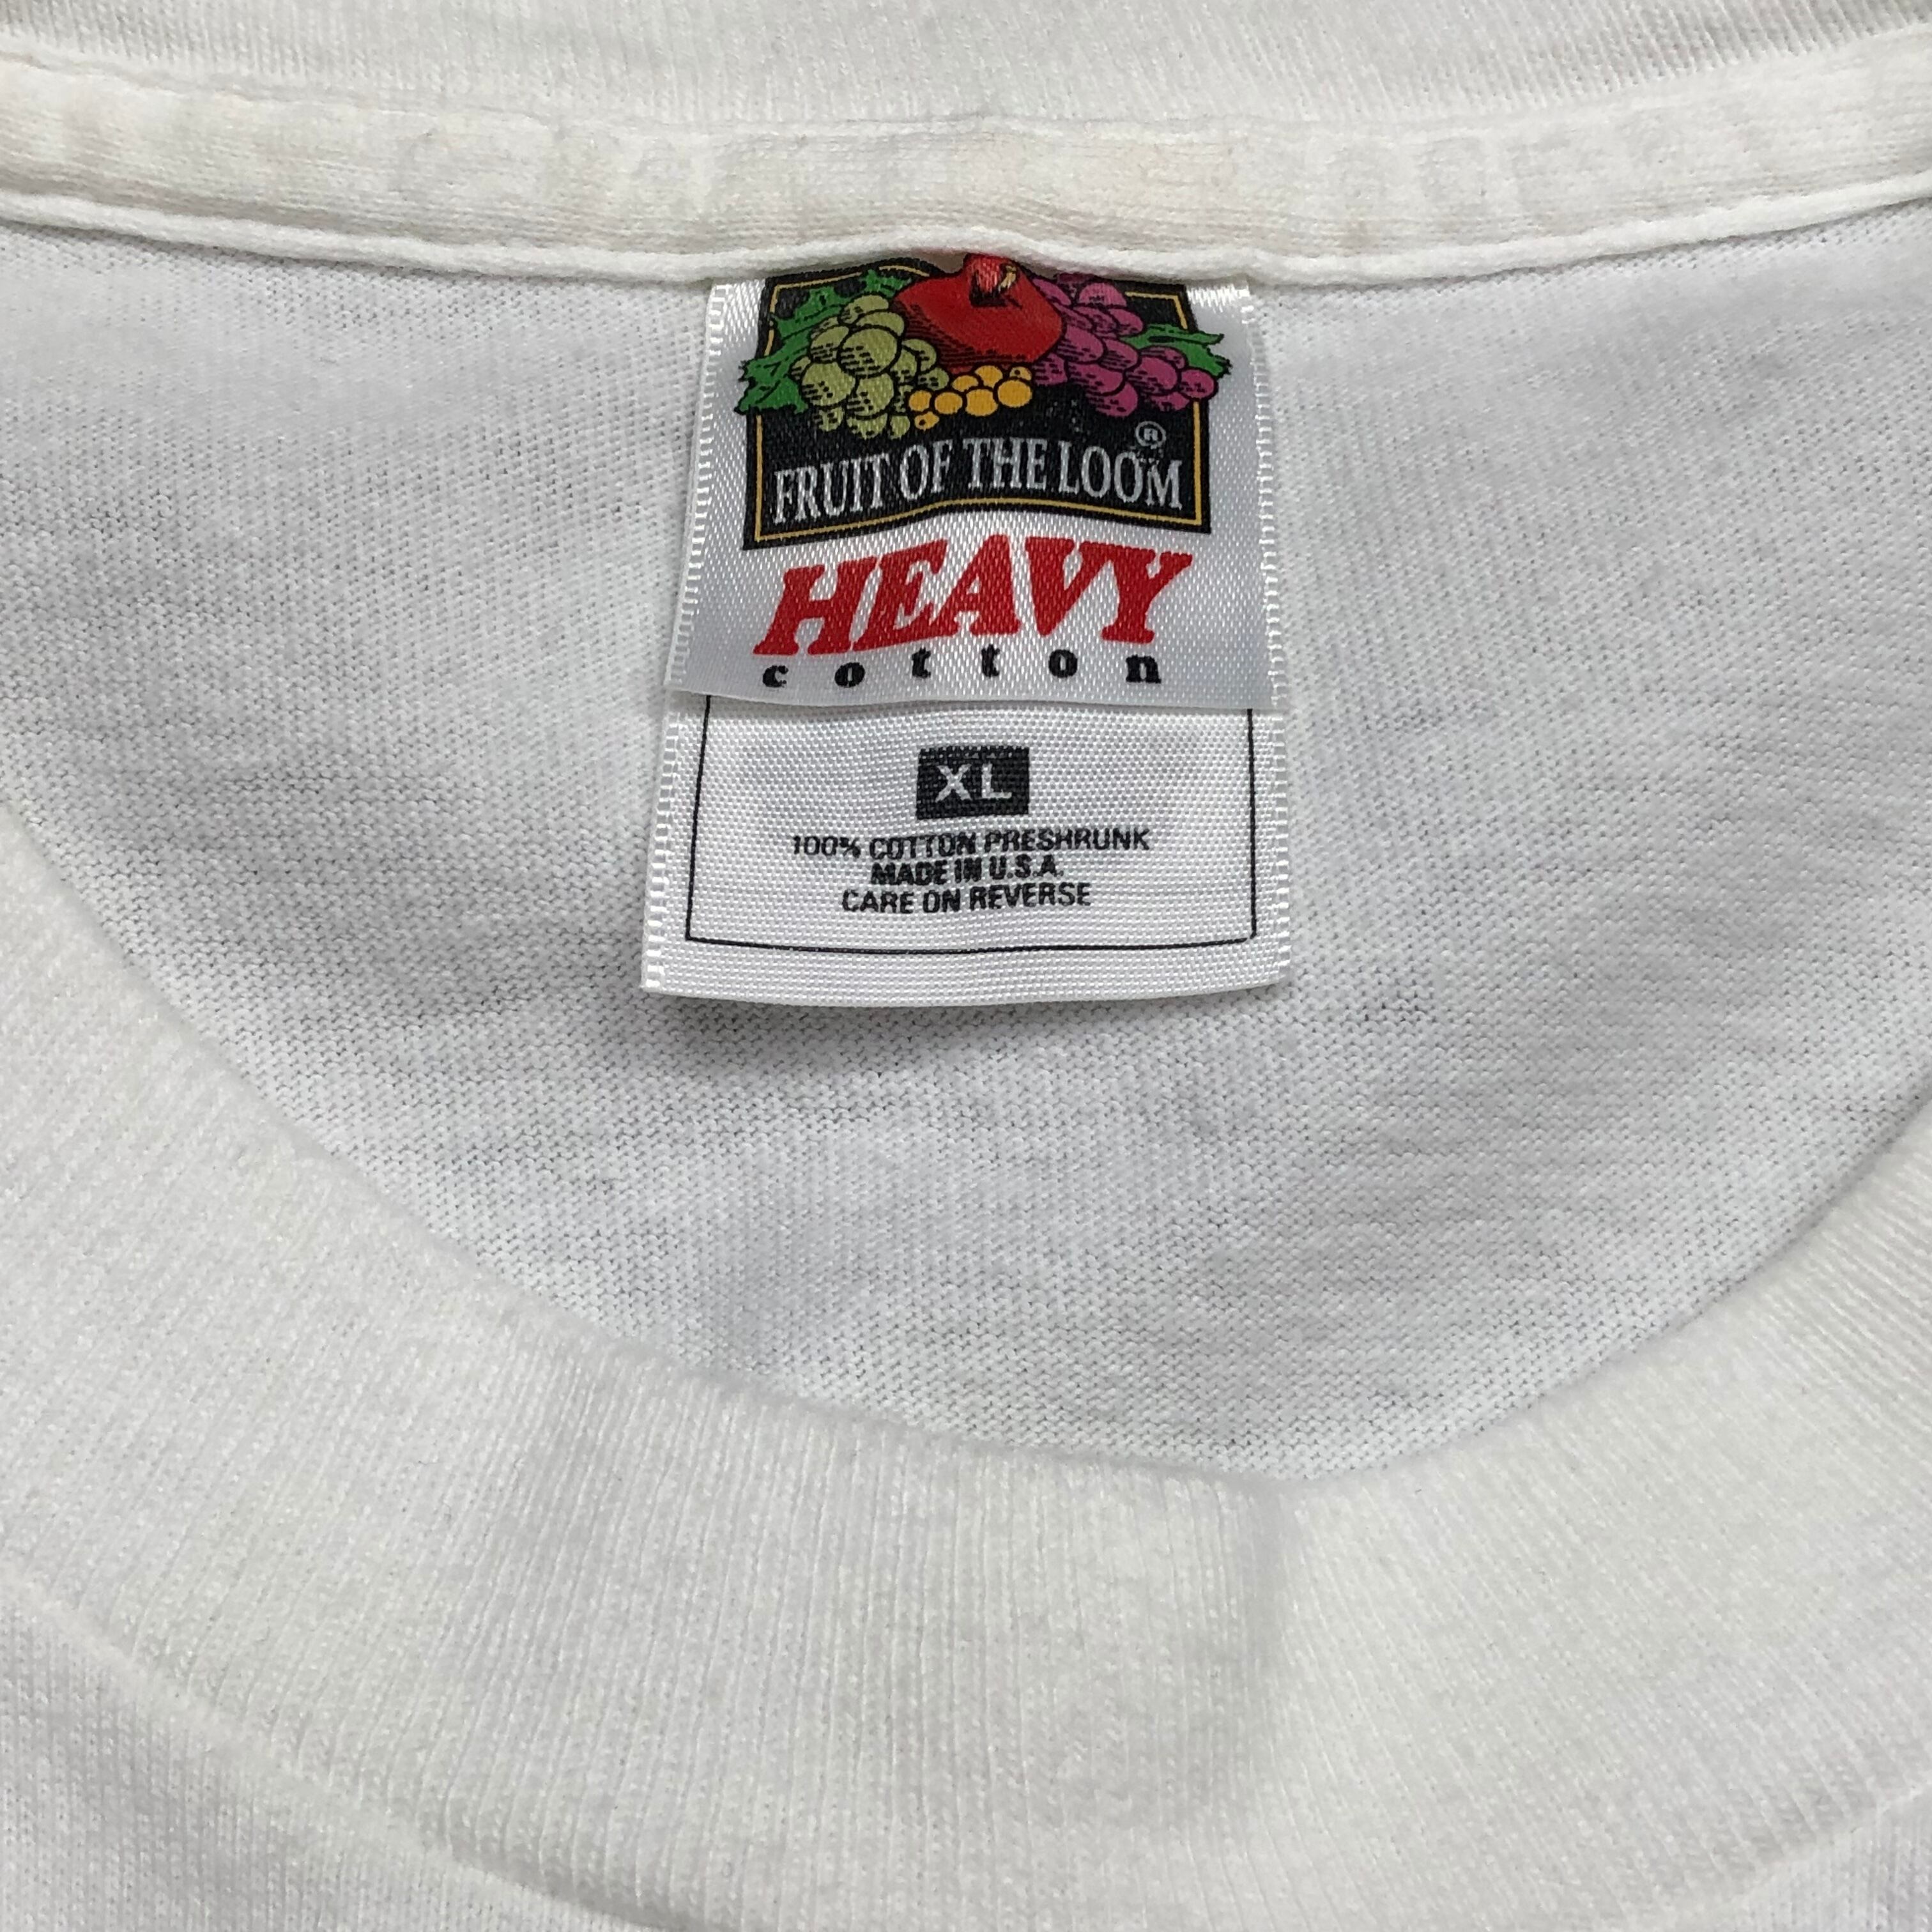 ®
FRUIT OF THE LOOM
HEAVY
cotton
XL
100% COTTON PRESHRUNK
MADE IN U.S.A.
CARE ON REVERSE